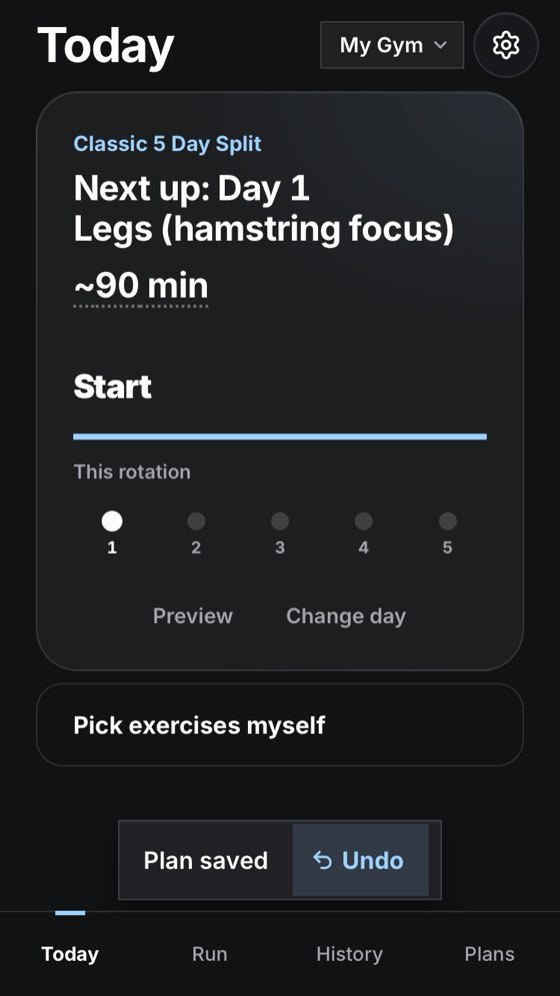 Today
My Gym
Classic 5 Day Split
Next up: Day 1
Legs (hamstring focus)
~90 min
Start
This rotation
1 2 3 4 5
Preview Change day
Pick exercises myself
Plan saved Undo
Today Run History Plans